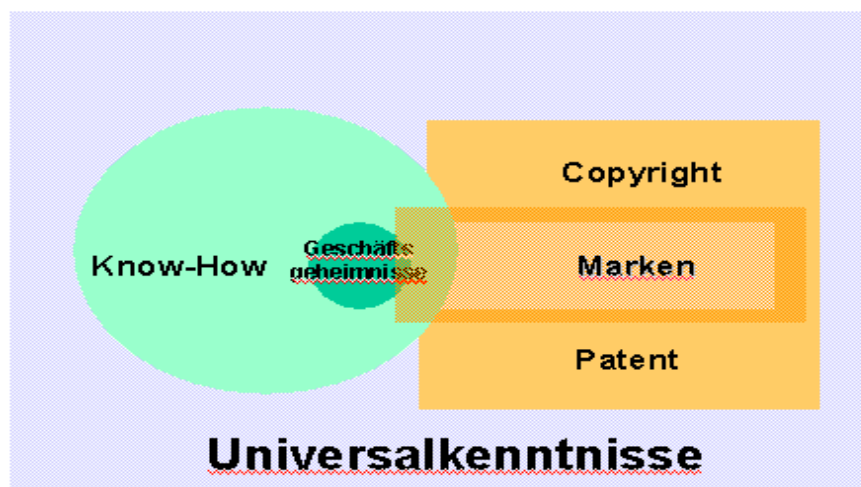 Copyright
Know-How
Geschäfts
geheimnisse
Marken
Patent
Universalkenntnisse